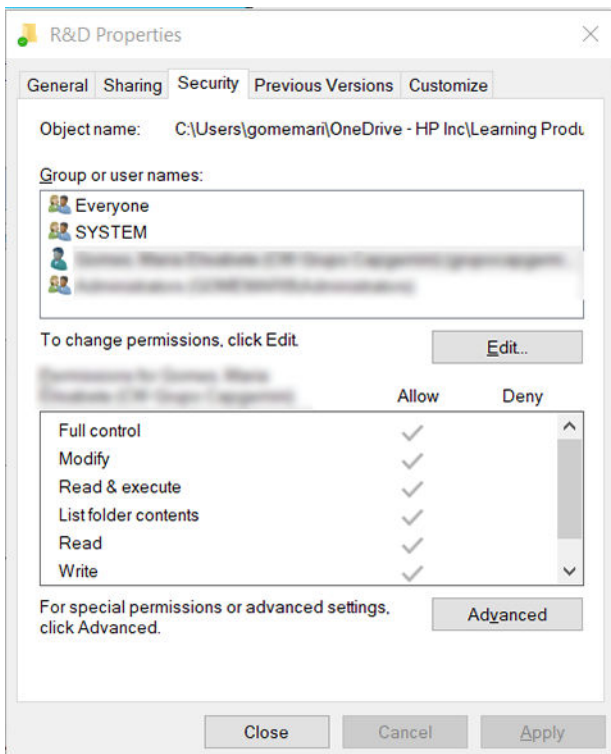 R&D Properties
General Sharing Security Previous Versions Customize
Object name: C:\Users\gomemari\OneDrive - HP Inc\Learning Produ
Group or user names:
Everyone
SYSTEM
To change permissions, click Edit.
Edit...
Allow Deny
Full control
Modify
Read & execute
List folder contents
Read
Write
For special permissions or advanced settings,
click Advanced.
Advanced
Close Cancel Apply